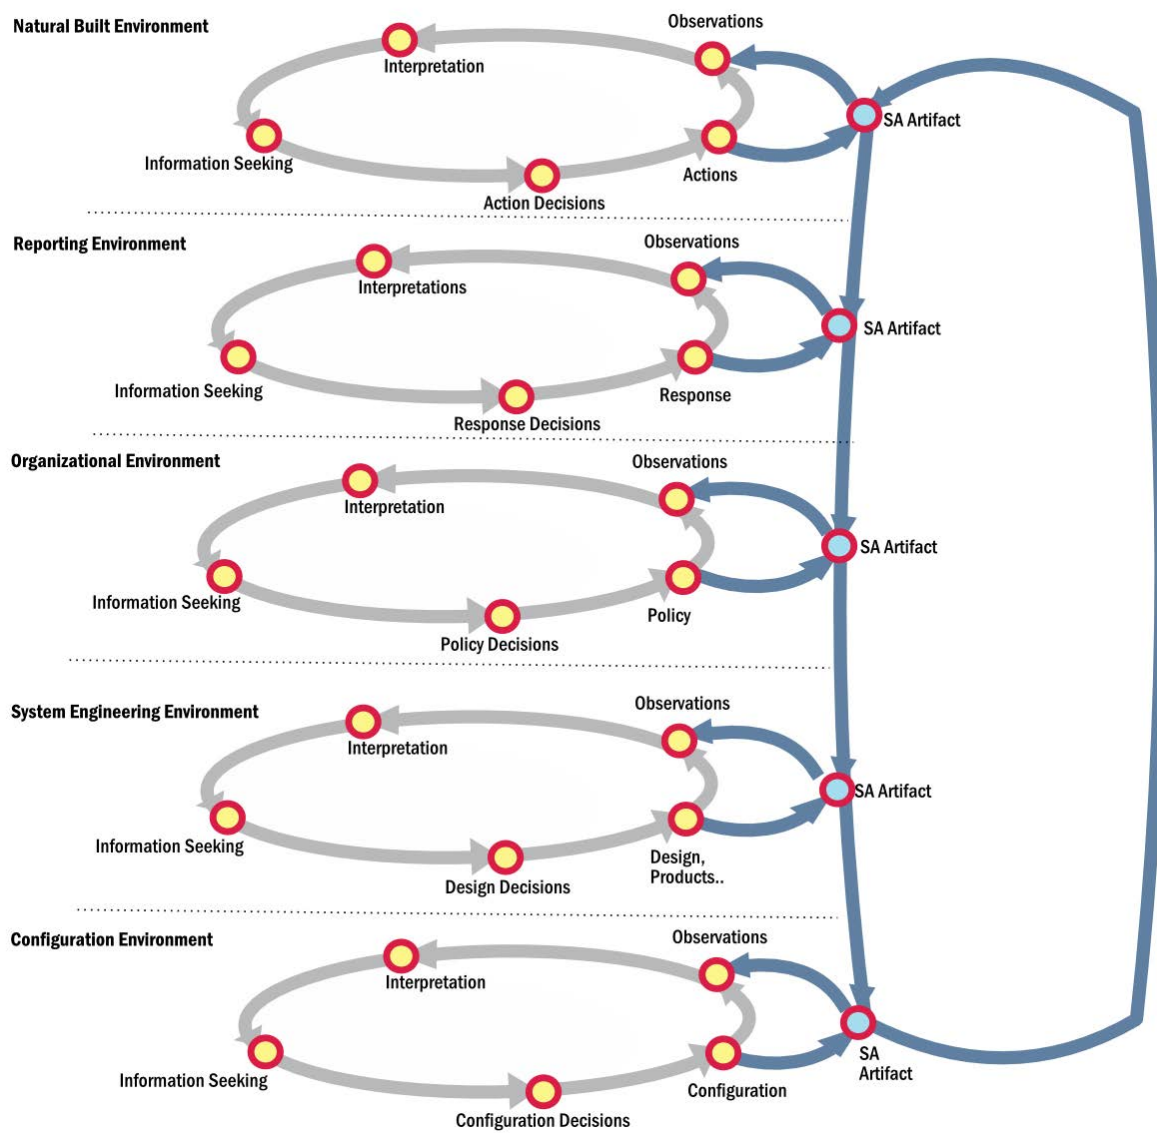 Natural Built Environment
Observations
Interpretation
SA Artifact
Information Seeking
Actions
Action Decisions
Reporting Environment
Observations
Interpretations
SA Artifact
Information Seeking
Response
Response Decisions
Organizational Environment
Observations
Interpretation
SA Artifact
Information Seeking
Policy
Policy Decisions
System Engineering Environment
Observations
Interpretation
SA Artifact
Information Seeking
Design,
Products..
Design Decisions
Configuration Environment
Observations
Interpretation
SA
Artifact
Information Seeking
Configuration
Configuration Decisions